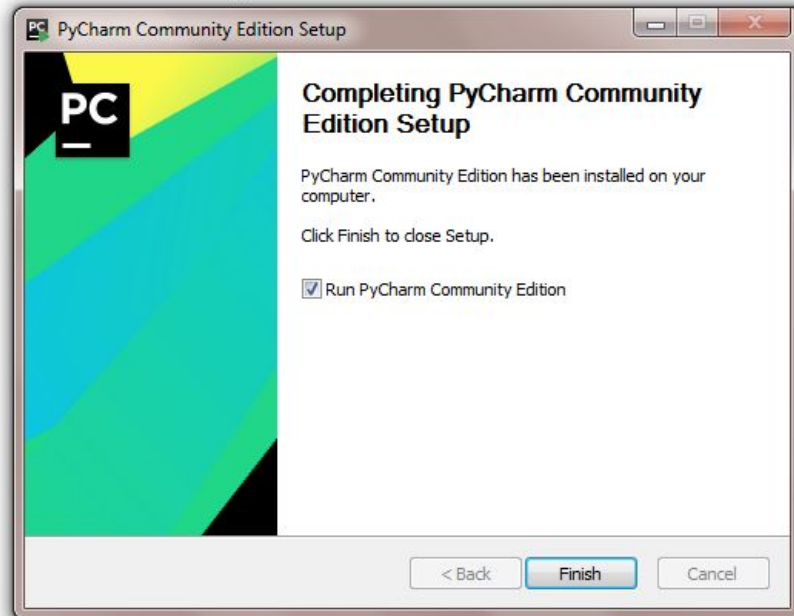 PyCharm Community Edition Setup
PC
Completing PyCharm Community
Edition Setup
PyCharm Community Edition has been installed on your
computer.
Click Finish to close Setup.
Run PyCharm Community Edition
< Back
Finish
Cancel